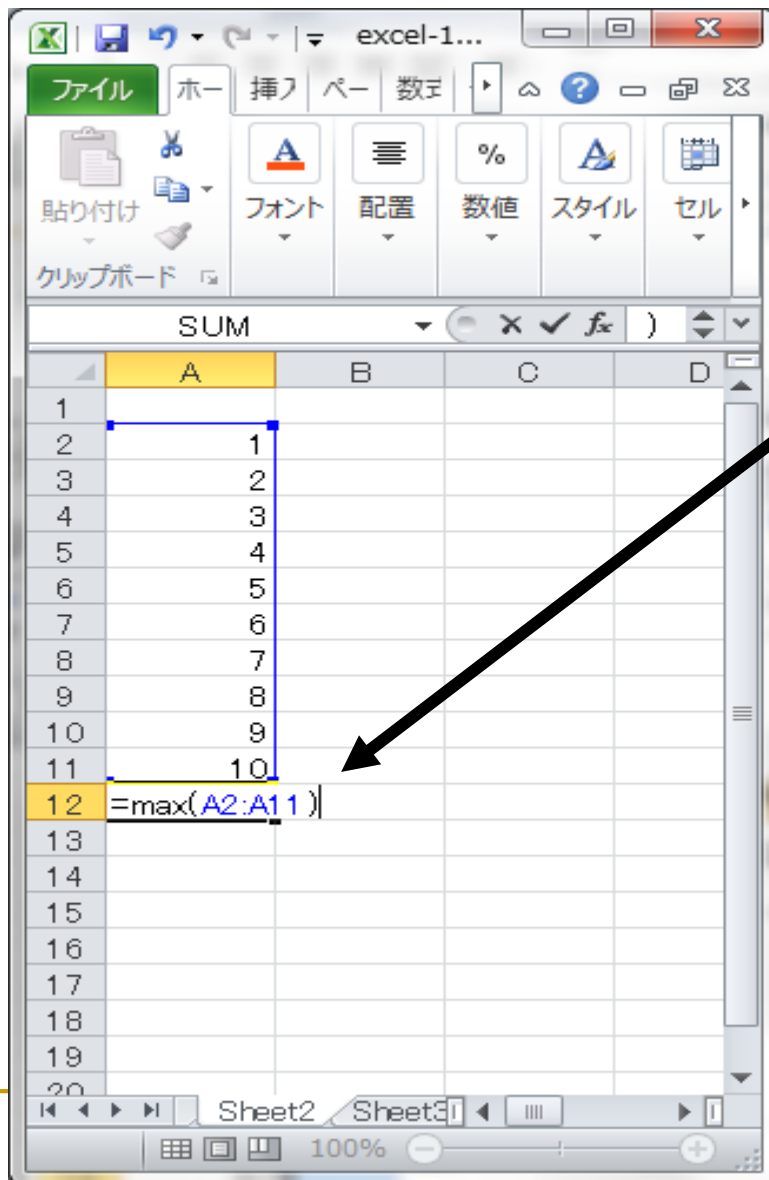 excel-1...
ファイル ホー 挿入 ペー 数式
貼り付け フォント 配置 % 数値 スタイル セル
クリップボード
SUM fx )
A B C D
1
2 1
3 2
4 3
5 4
6 5
7 6
8 7
9 8
10 9
11 10
12 =max(A2:A11)
13
14
15
16
17
18
19
20
Sheet2 Sheet3
100%